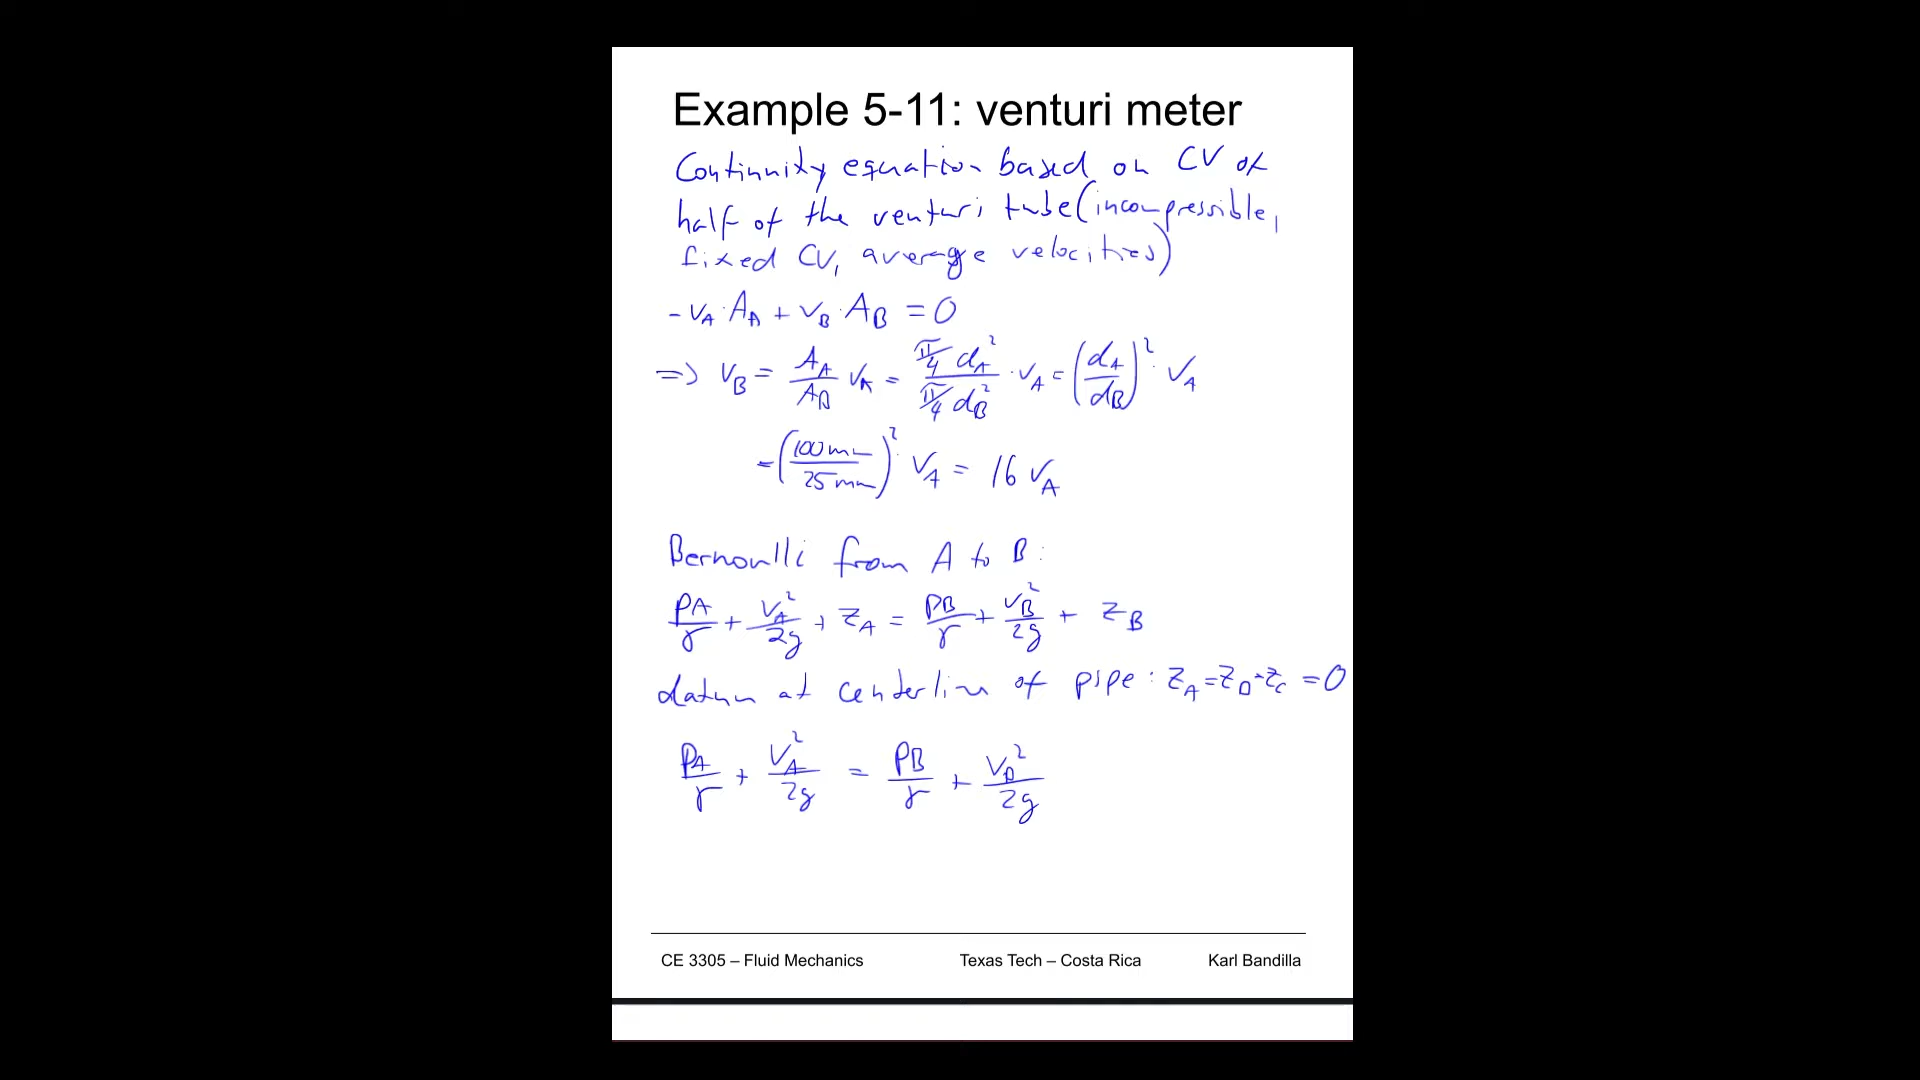 Example 5-11: venturi meter
Continuity equation based on CV of
half of the venturi tube (incompressible,
fixed CV, average velocities)
- v_A · A_A + v_B · A_B = 0
=> v_B = A_A/A_B v_A = (π/4 d_A²)/(π/4 d_B²) · v_A = (d_A/d_B)² · v_A
= (100mm/25mm)² · v_A = 16 v_A
Bernoulli from A to B:
p_A/γ + v_A²/2g + z_A = p_B/γ + v_B²/2g + z_B
datum at centerline of pipe: z_A = z_B = z_C = 0
p_A/γ + v_A²/2g = p_B/γ + v_B²/2g
CE 3305 – Fluid Mechanics Texas Tech – Costa Rica Karl Bandilla